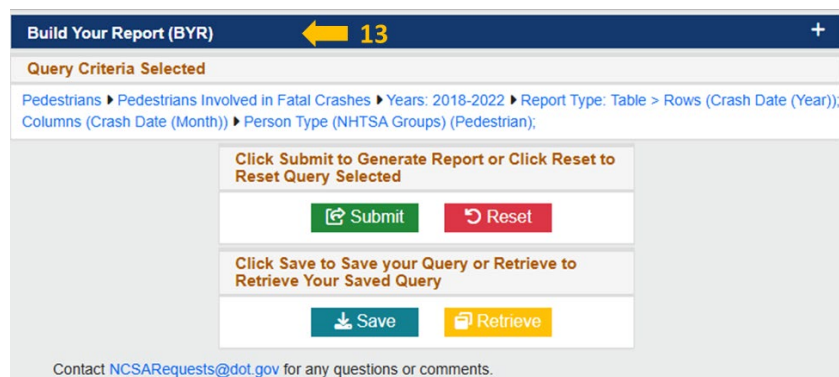 Build Your Report (BYR) 13 +
Query Criteria Selected
Pedestrians ▶ Pedestrians Involved in Fatal Crashes ▶ Years: 2018-2022 ▶ Report Type: Table > Rows (Crash Date (Year));
Columns (Crash Date (Month)) ▶ Person Type (NHTSA Groups) (Pedestrian);
Click Submit to Generate Report or Click Reset to
Reset Query Selected
Submit Reset
Click Save to Save your Query or Retrieve to
Retrieve Your Saved Query
Save Retrieve
Contact NCSARequests@dot.gov for any questions or comments.